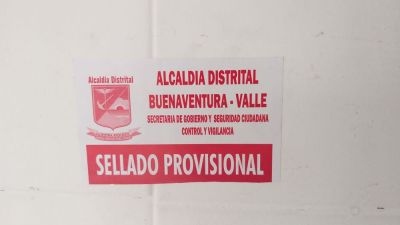 Alcaldía Distrital
ALCALDIA DISTRITAL
BUENAVENTURA - VALLE
SECRETARIA DE GOBIERNO Y SEGURIDAD CIUDADANA
CONTROL Y VIGILANCIA
SELLADO PROVISIONAL